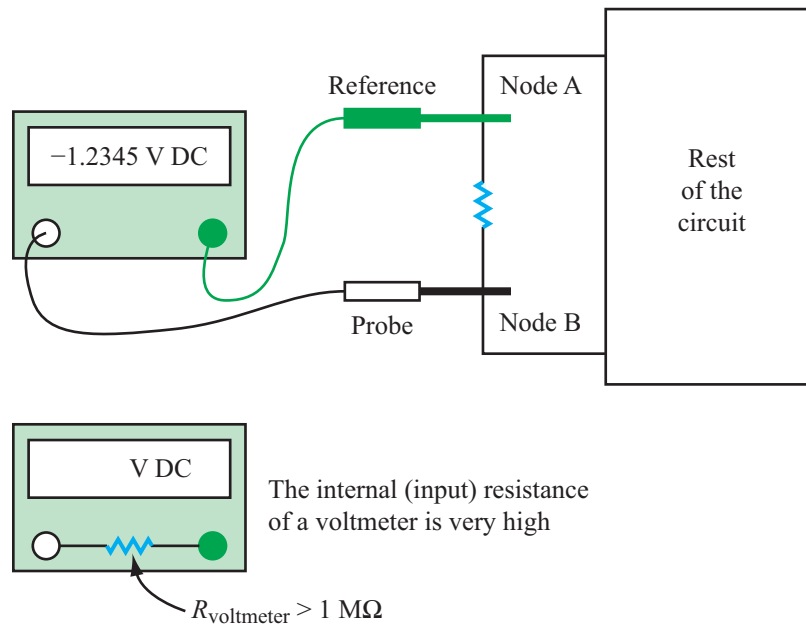 Reference
Node A
−1.2345 V DC
Rest
of the
circuit
Probe
Node B
V DC
The internal (input) resistance
of a voltmeter is very high
Rvoltmeter > 1 MΩ